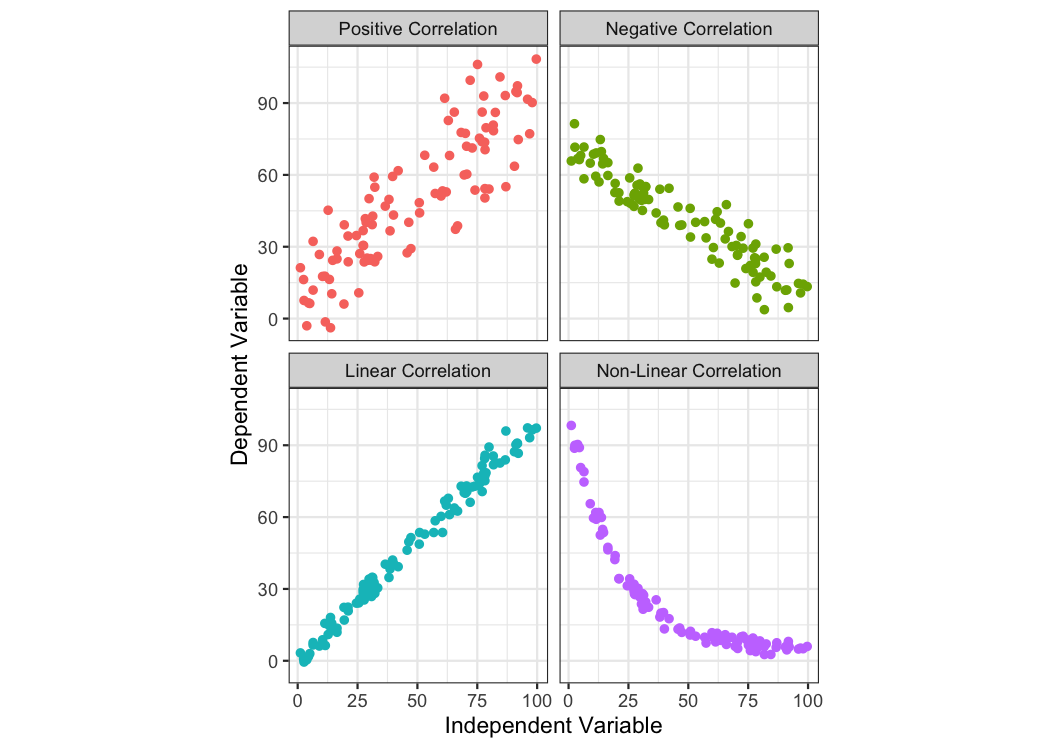 Positive Correlation
Negative Correlation
90
60
30
0
Dependent Variable
Linear Correlation
Non-Linear Correlation
90
60
30
0
0 25 50 75 100
0 25 50 75 100
Independent Variable